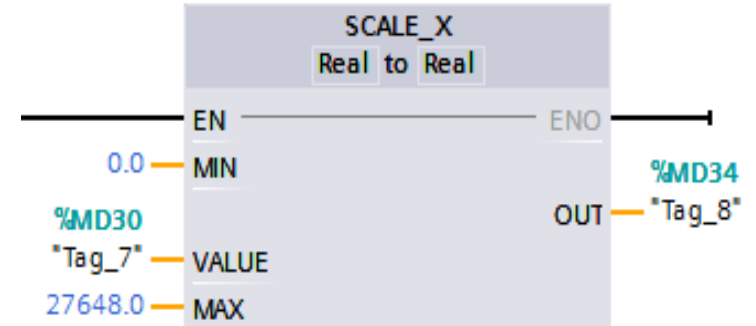 SCALE_X
Real to Real
EN ENO
0.0 MIN
%MD34
%MD30
OUT "Tag_8"
"Tag_7" VALUE
27648.0 MAX